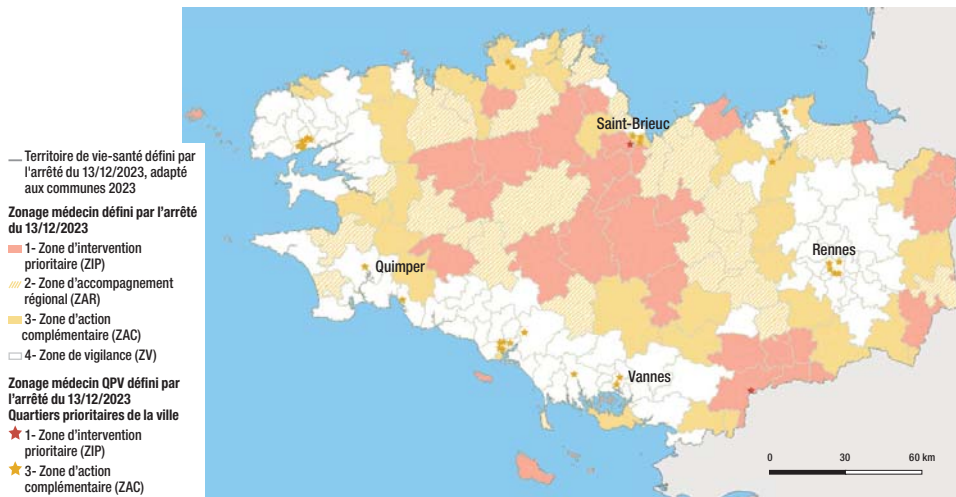 Territoire de vie-santé défini par
l'arrêté du 13/12/2023, adapté
aux communes 2023
Zonage médecin défini par l'arrêté
du 13/12/2023
1- Zone d'intervention
prioritaire (ZIP)
2- Zone d'accompagnement
régional (ZAR)
3- Zone d'action
complémentaire (ZAC)
4- Zone de vigilance (ZV)
Zonage médecin QPV défini par
l'arrêté du 13/12/2023
Quartiers prioritaires de la ville
1- Zone d'intervention
prioritaire (ZIP)
3- Zone d'action
complémentaire (ZAC)
Saint-Brieuc
Rennes
Quimper
Vannes
0 30 60 km